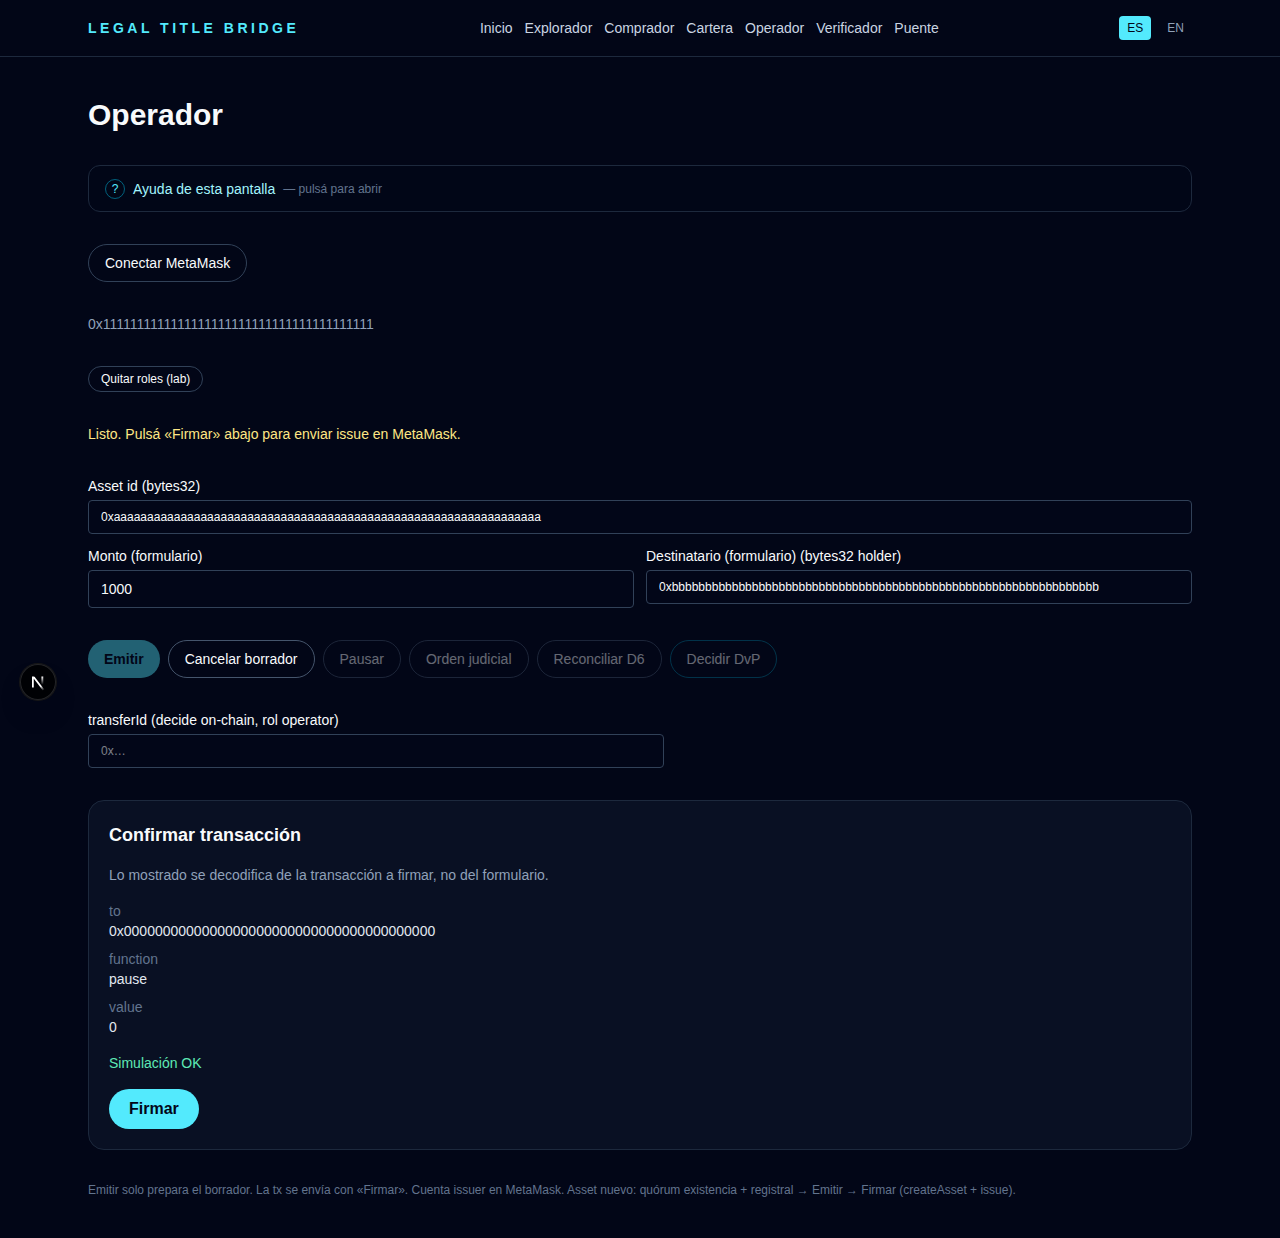 LEGAL TITLE BRIDGE
Inicio Explorador Comprador Cartera Operador Verificador Puente
ES EN
Operador
? Ayuda de esta pantalla — pulsá para abrir
Conectar MetaMask
0x1111111111111111111111111111111111111111
Quitar roles (lab)
Listo. Pulsá «Firmar» abajo para enviar issue en MetaMask.
Asset id (bytes32)
0xaaaaaaaaaaaaaaaaaaaaaaaaaaaaaaaaaaaaaaaaaaaaaaaaaaaaaaaaaaaaaaaa
Monto (formulario) Destinatario (formulario) (bytes32 holder)
1000 0xbbbbbbbbbbbbbbbbbbbbbbbbbbbbbbbbbbbbbbbbbbbbbbbbbbbbbbbbbbbbbbbb
Emitir Cancelar borrador Pausar Orden judicial Reconciliar D6 Decidir DvP
transferId (decide on-chain, rol operator)
0x…
Confirmar transacción
Lo mostrado se decodifica de la transacción a firmar, no del formulario.
to
0x0000000000000000000000000000000000000000
function
pause
value
0
Simulación OK
Firmar
Emitir solo prepara el borrador. La tx se envía con «Firmar». Cuenta issuer en MetaMask. Asset nuevo: quórum existencia + registral → Emitir → Firmar (createAsset + issue).